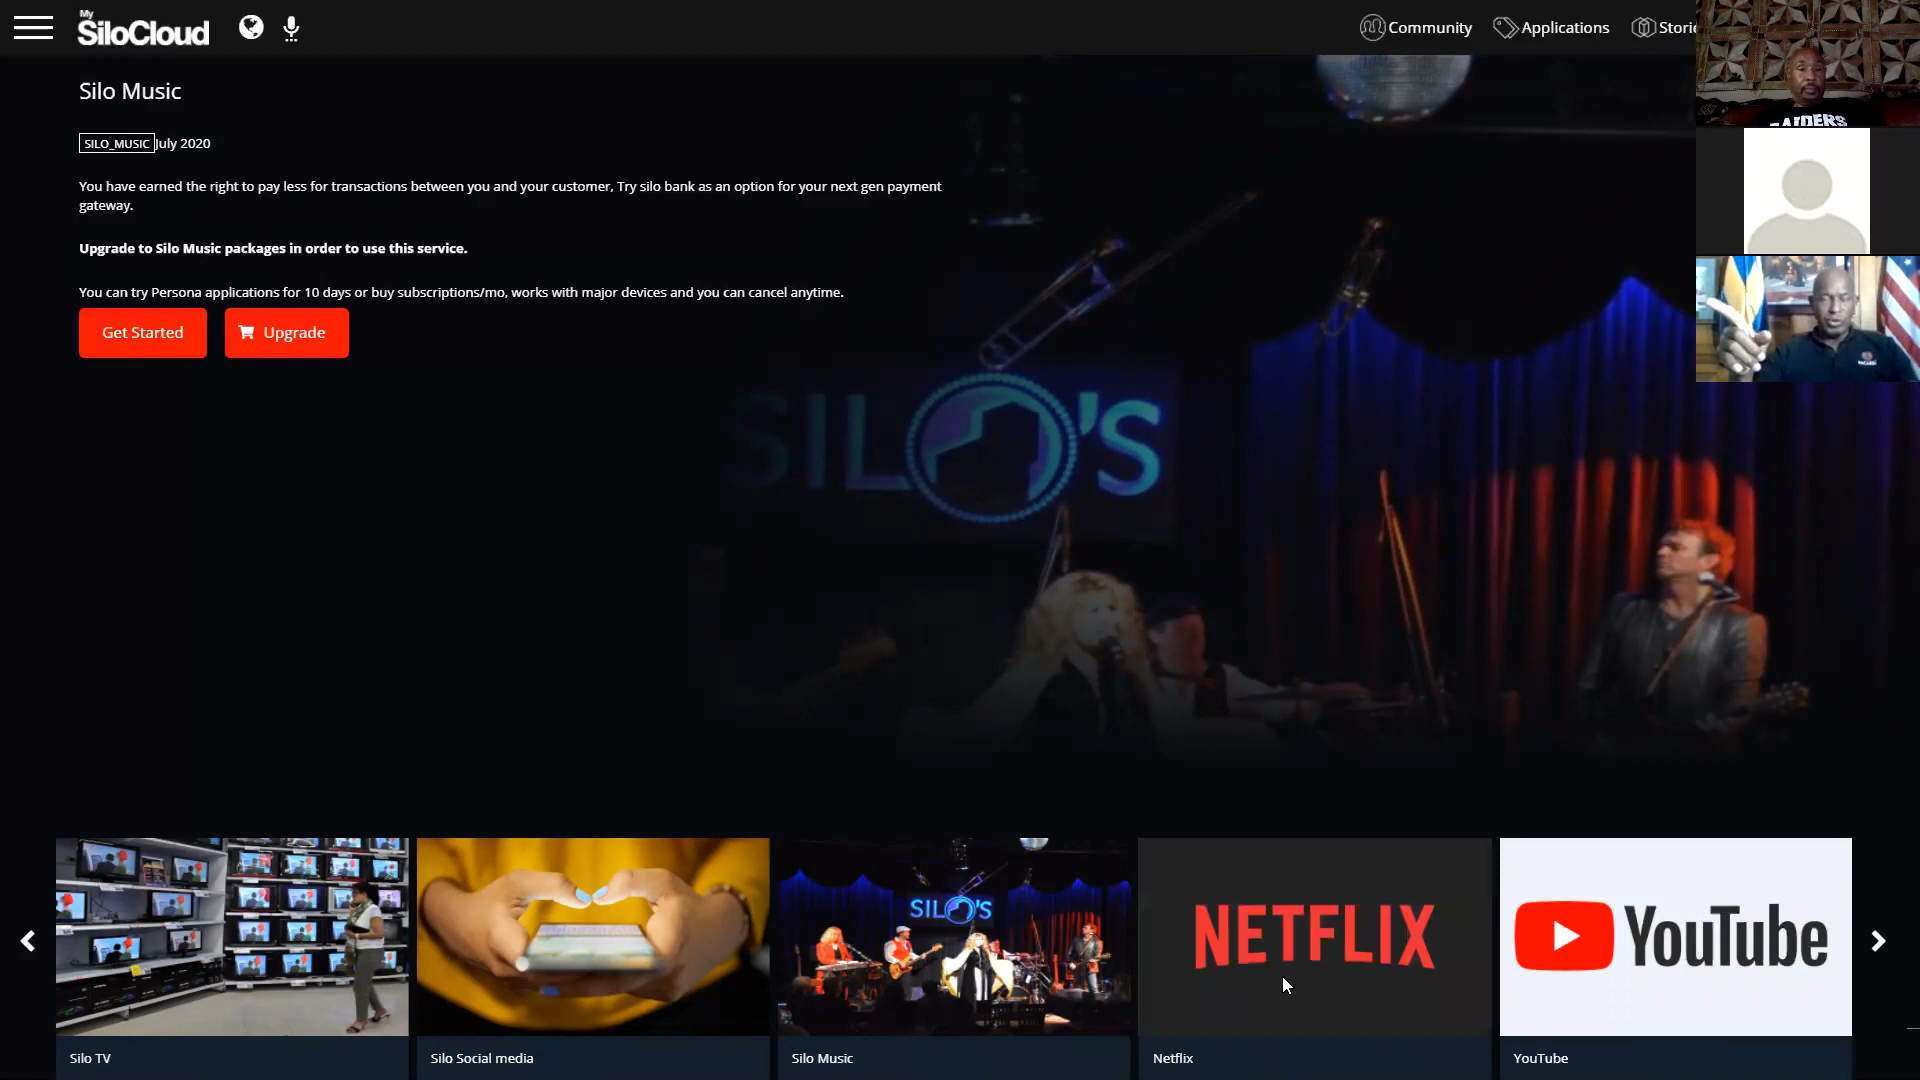 My
SiloCloud
Community
Applications
Silo Music
SILO_MUSIC July 2020
You have earned the right to pay less for transactions between you and your customer, Try silo bank as an option for your next gen payment
gateway.
Upgrade to Silo Music packages in order to use this service.
You can try Persona applications for 10 days or buy subscriptions/mo, works with major devices and you can cancel anytime.
Get Started
Upgrade
SILO'S
SILO'S
NETFLIX
YouTube
Silo TV
Silo Social media
Silo Music
Netflix
YouTube